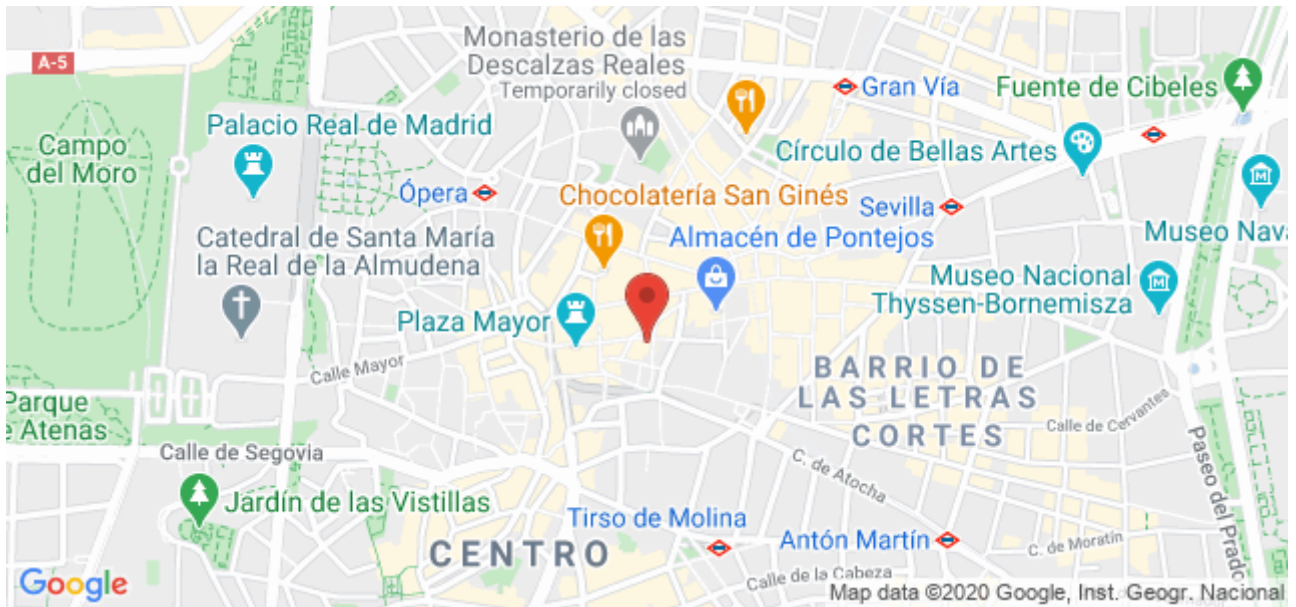 A-5
Monasterio de las
Descalzas Reales
Temporarily closed
Gran Vía
Fuente de Cibeles
Campo
del Moro
Palacio Real de Madrid
Círculo de Bellas Artes
Ópera
Chocolatería San Ginés
Sevilla
Catedral de Santa María
la Real de la Almudena
Almacén de Pontejos
Museo Nava
Museo Nacional
Thyssen-Bornemisza
Plaza Mayor
Calle Mayor
BARRIO DE
LAS LETRAS
CORTES
Parque
e Atenas
Calle de Cervantes
Calle de Segovia
C. de Atocha
Paseo del Prado
Jardín de las Vistillas
Tirso de Molina
CENTRO
Antón Martín
C. de Moratín
Calle de la Cabeza
Google
Map data ©2020 Google, Inst. Geogr. Nacional